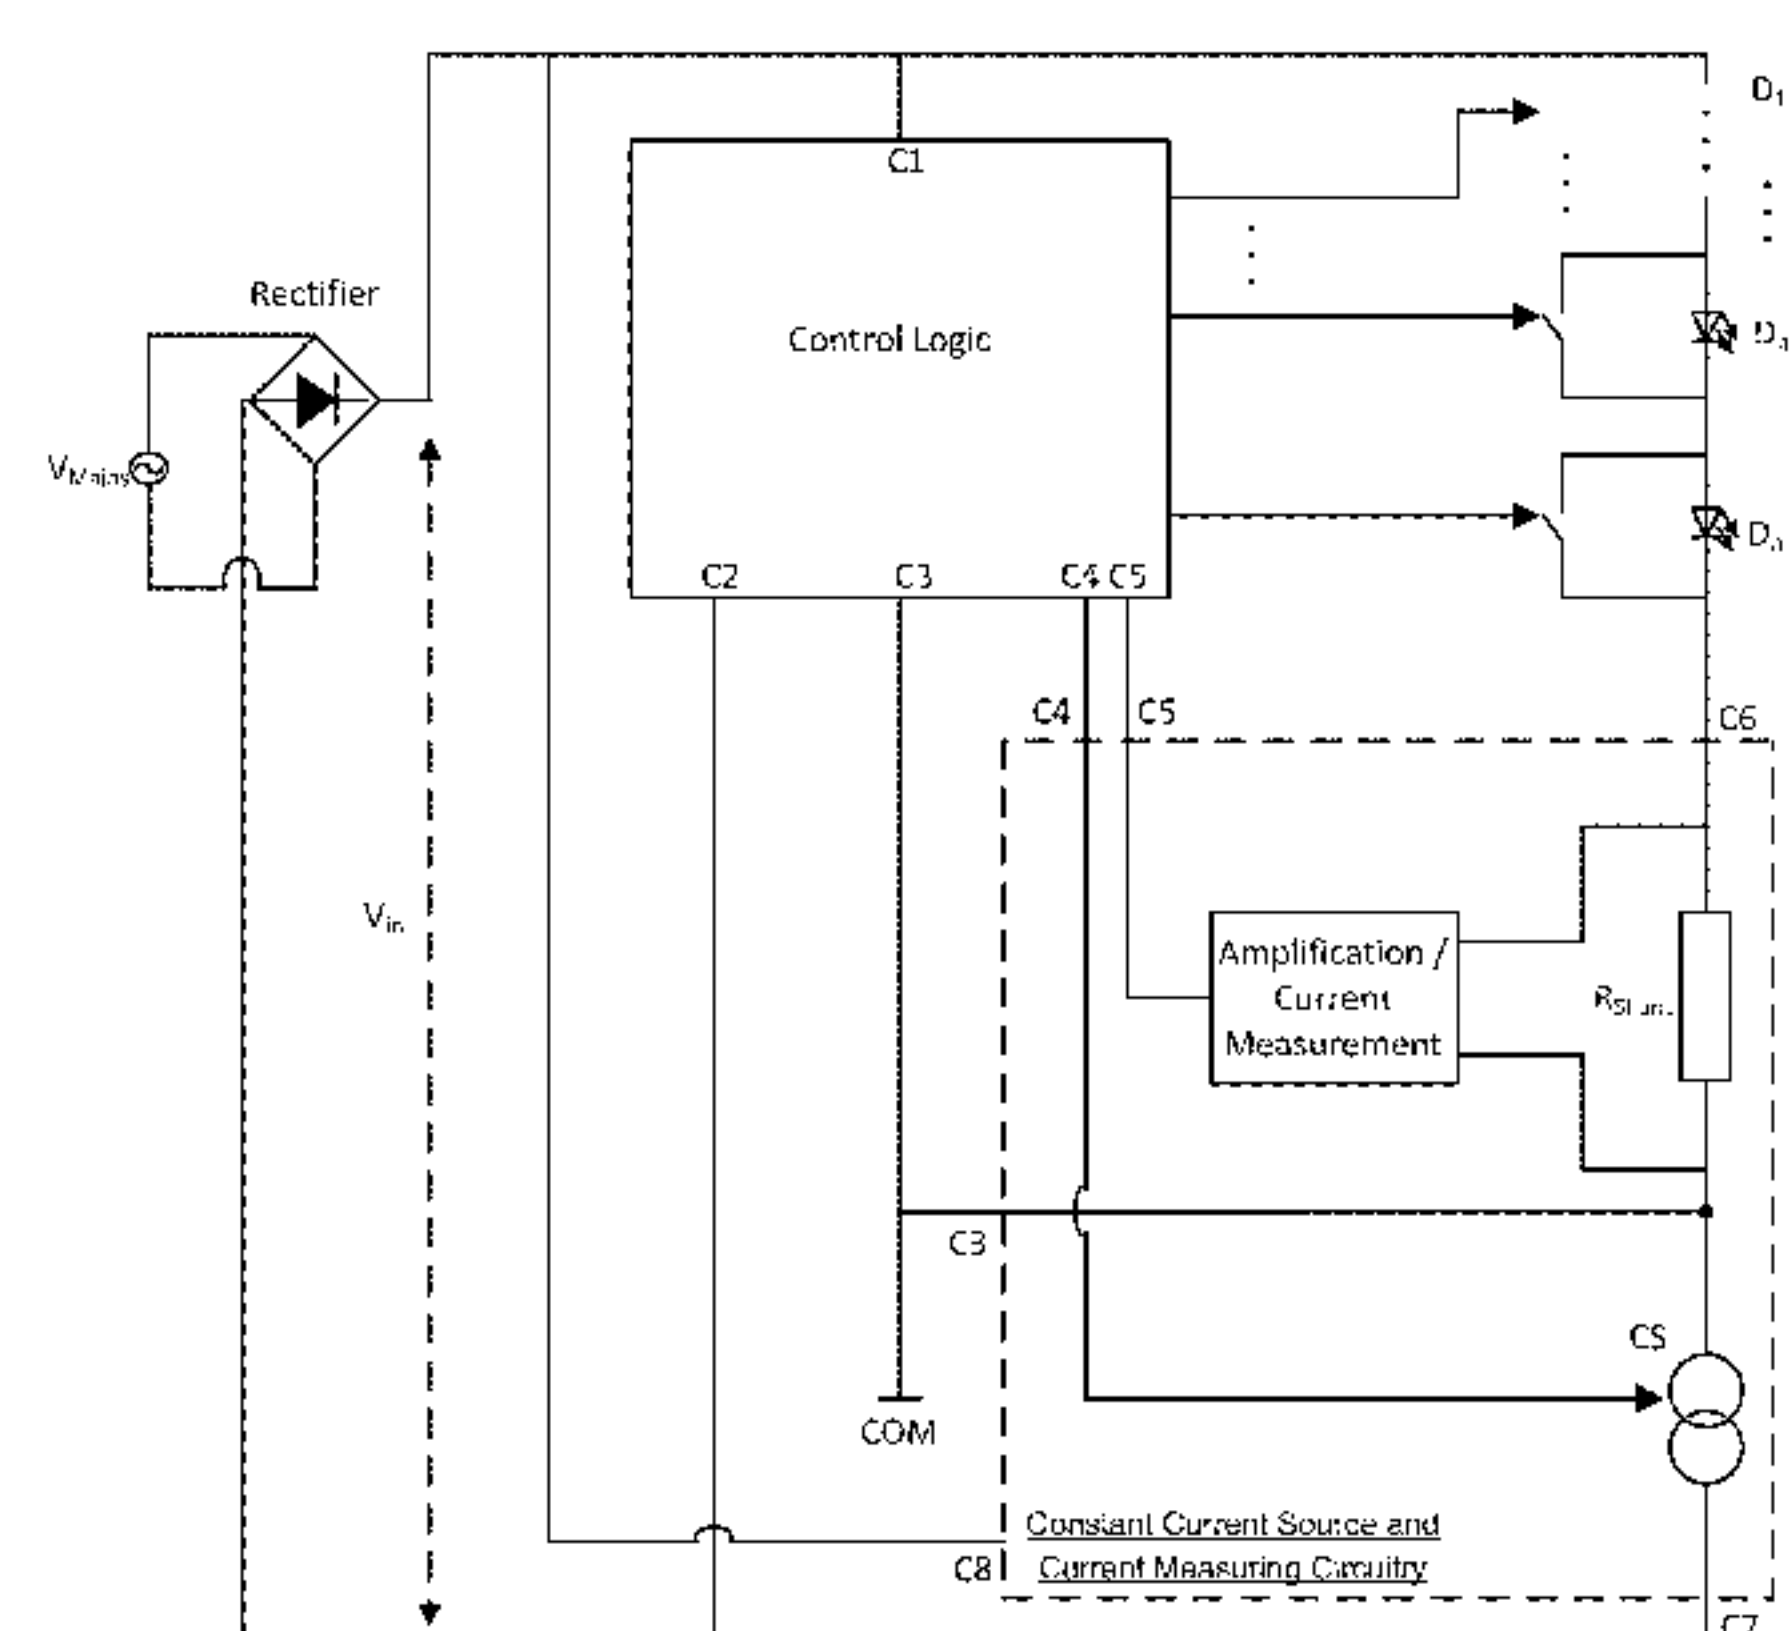 D1
C1
Rectifier
Control Logic
C2
C3
C4 C5
C4
C5
C6
Vin
Amplification /
Current
Measurement
C3
CS
COM
Constant Current Source and
Current Measuring Circuitry
C8
C7